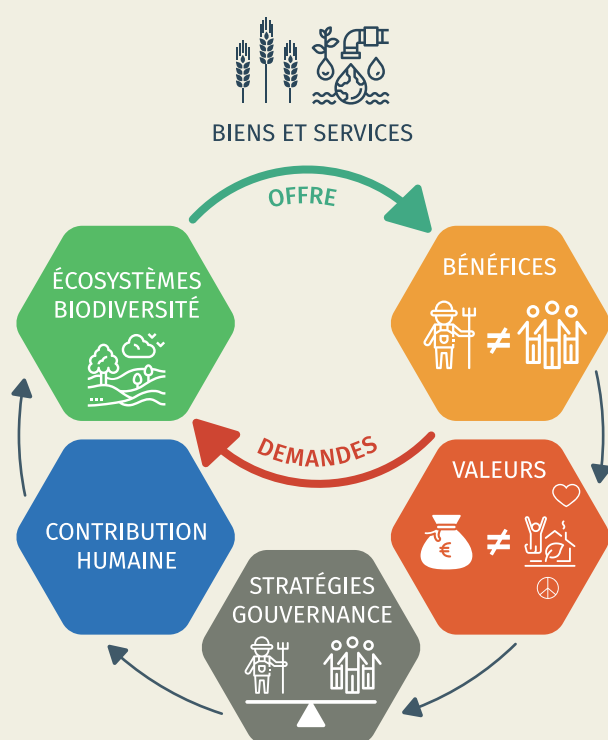 BIENS ET SERVICES
OFFRE
ÉCOSYSTÈMES
BIODIVERSITÉ
BÉNÉFICES
≠
DEMANDES
VALEURS
€ ≠
CONTRIBUTION
HUMAINE
STRATÉGIES
GOUVERNANCE